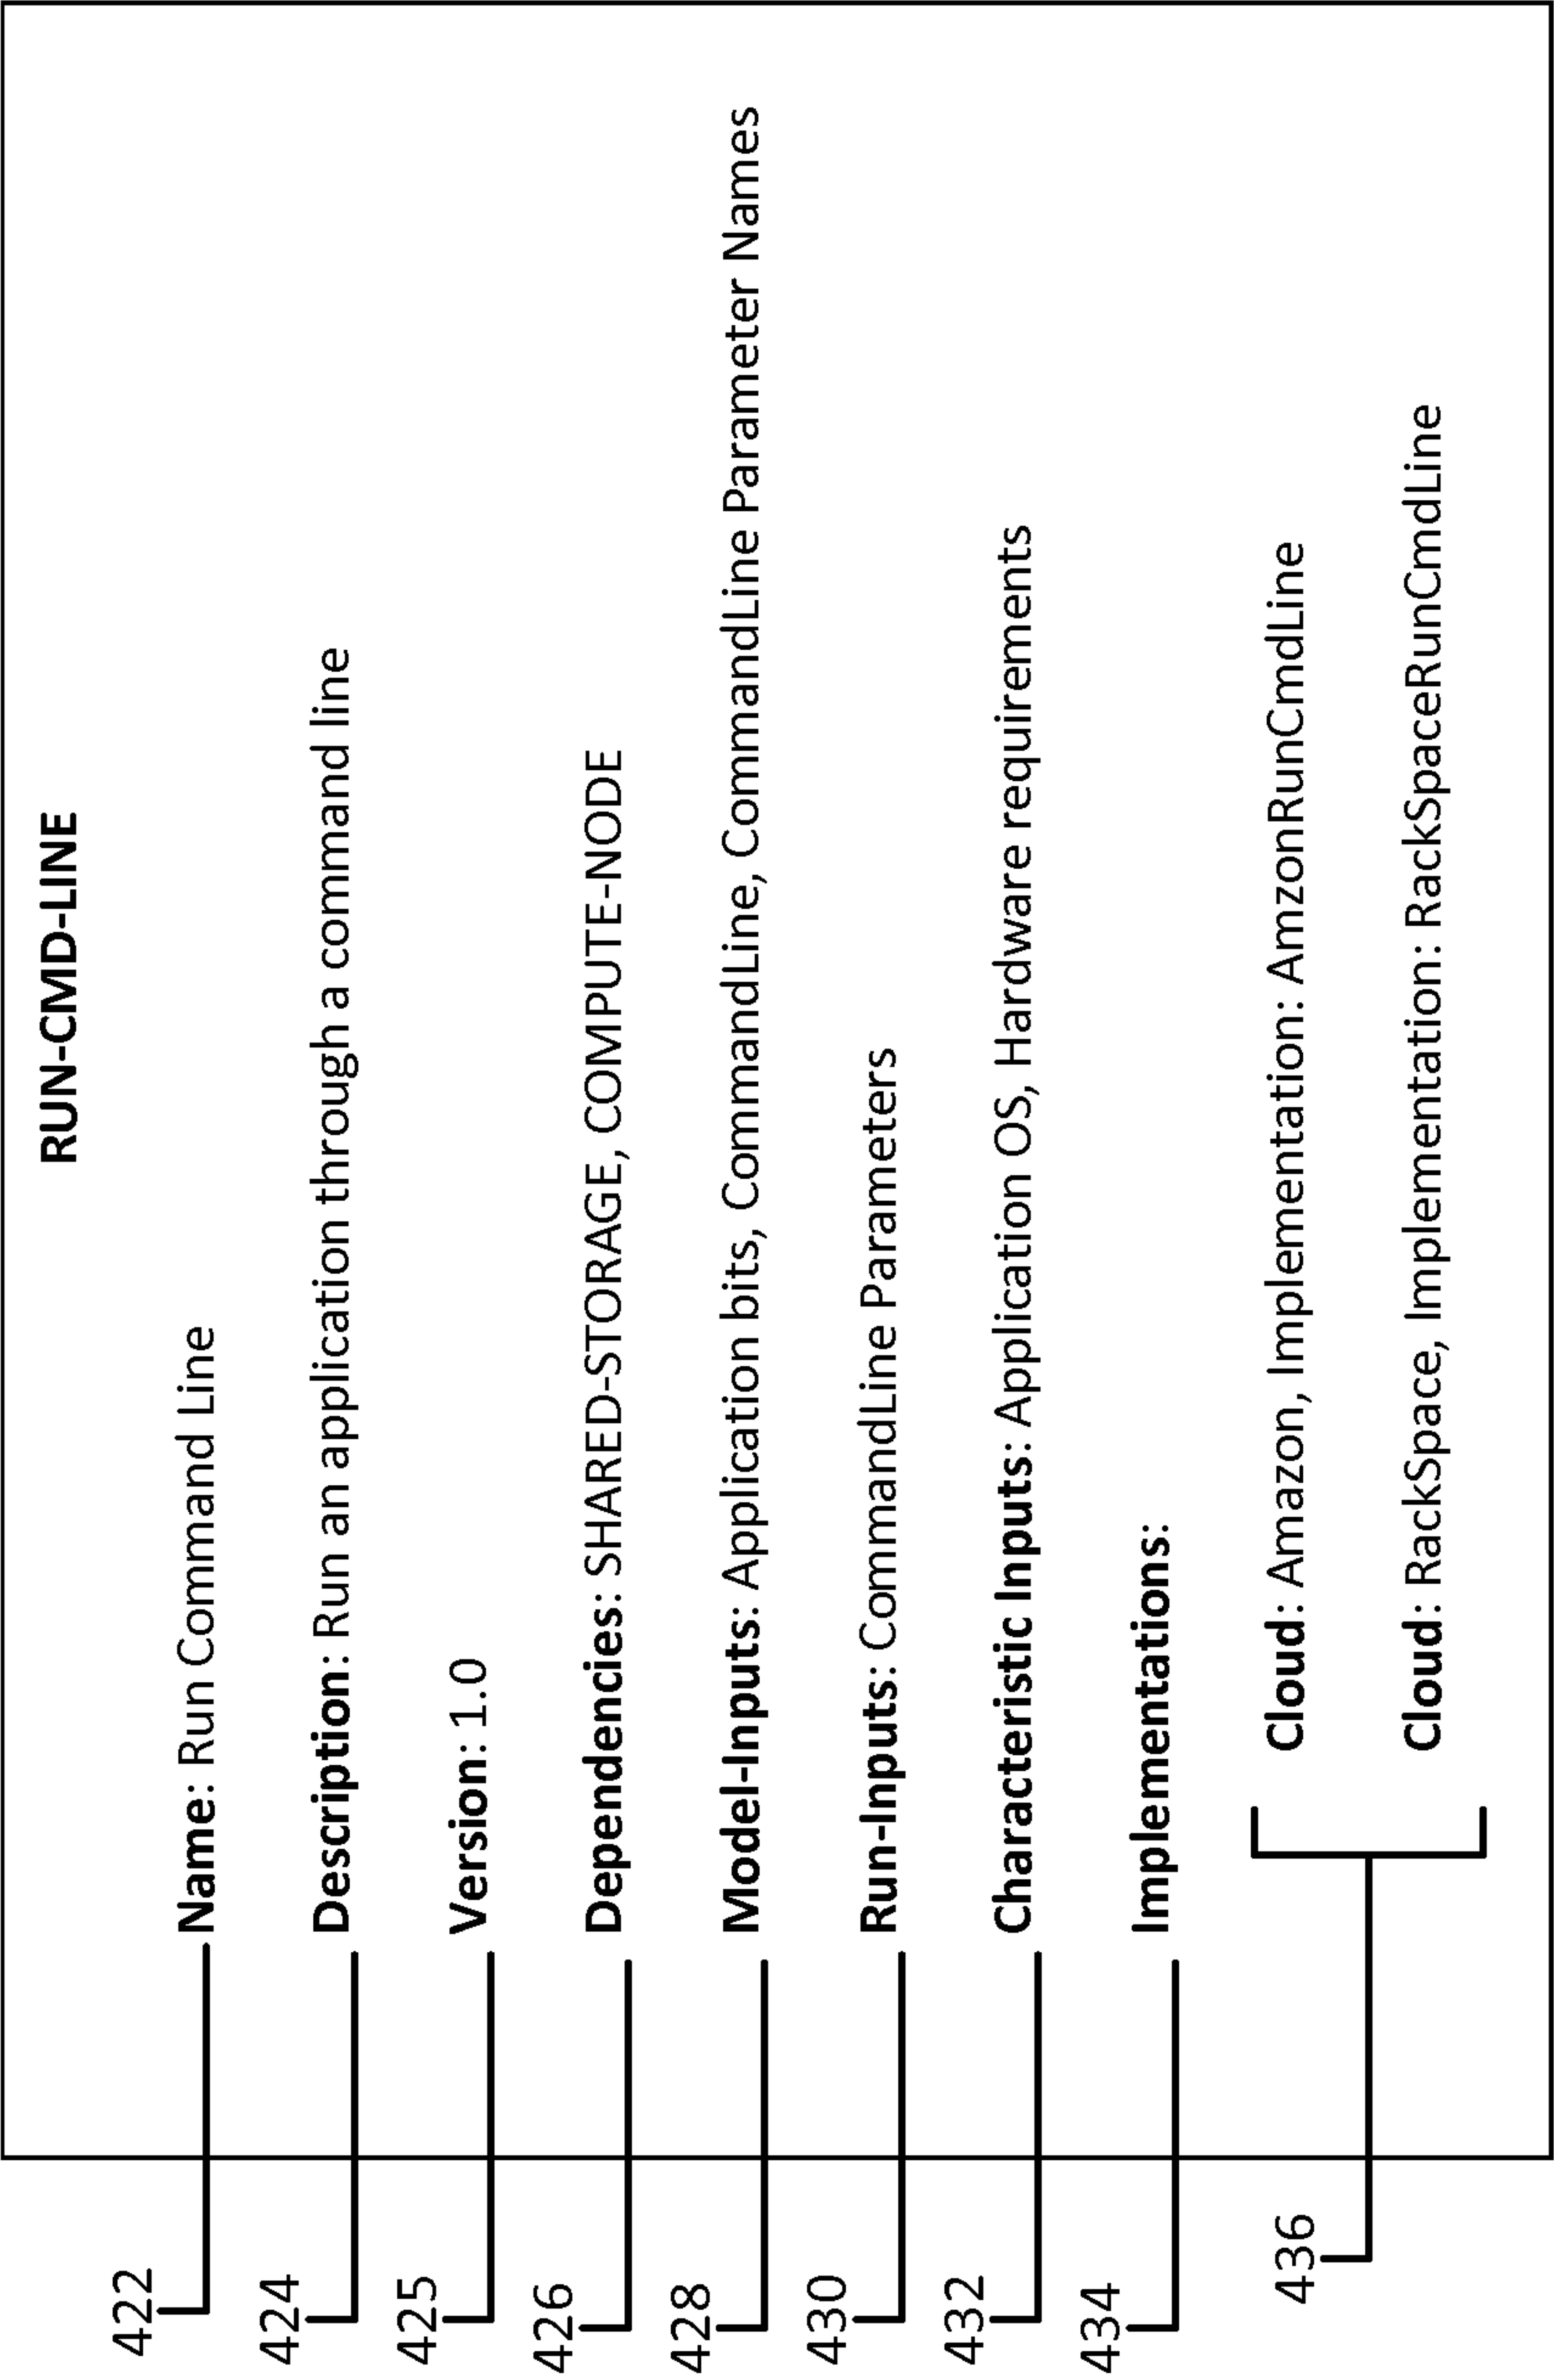 RUN-CMD-LINE
422
Name: Run Command Line
424
Description: Run an application through a command line
425
Version: 1.0
426
Dependencies: SHARED-STORAGE, COMPUTE-NODE
428
Model-Inputs: Application bits, CommandLine, CommandLine Parameter Names
430
Run-Inputs: CommandLine Parameters
432
Characteristic Inputs: Application OS, Hardware requirements
434
Implementations:
436
Cloud: Amazon, Implementation: AmzonRunCmdLine
Cloud: RackSpace, Implementation: RackSpaceRunCmdLine